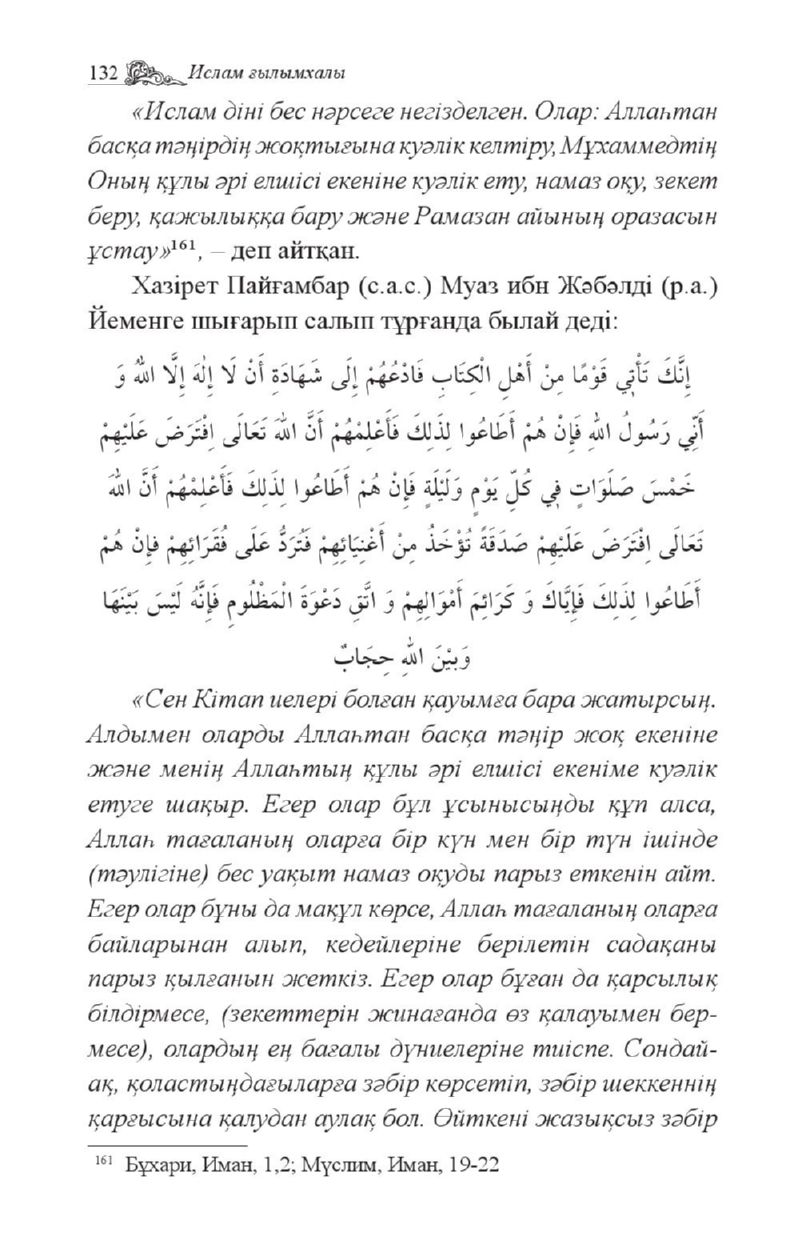 132 Ислам ғылымхалы
«Ислам діні бес нәрсеге негізделген. Олар: Аллаһтан
басқа тәңірдің жоқтығына куәлік келтіру, Мұхаммедтің
Оның құлы әрі елшісі екеніне куәлік ету, намаз оқу, зекет
беру, қажылыққа бару және Рамазан айының оразасын
ұстау»¹⁶¹, – деп айтқан.
Хазірет Пайғамбар (с.а.с.) Муаз ибн Жәбәлді (р.а.)
Йеменге шығарып салып тұрғанда былай деді:
إِنَّكَ تَأْتِي قَوْمًا مِنْ أَهْلِ الْكِتَابِ فَادْعُهُمْ إِلَى شَهَادَةِ أَنْ لَا إِلٰهَ إِلَّا اللهُ وَ
أَنِّي رَسُولُ اللهِ فَإِنْ هُمْ أَطَاعُوا لِذَلِكَ فَأَعْلِمْهُمْ أَنَّ اللهَ تَعَالَى اِفْتَرَضَ عَلَيْهِمْ
خَمْسَ صَلَوَاتٍ فِي كُلِّ يَوْمٍ وَلَيْلَةٍ فَإِنْ هُمْ أَطَاعُوا لِذَلِكَ فَأَعْلِمْهُمْ أَنَّ اللهَ
تَعَالَى اِفْتَرَضَ عَلَيْهِمْ صَدَقَةً تُؤْخَذُ مِنْ أَغْنِيَائِهِمْ فَتُرَدُّ عَلَى فُقَرَائِهِمْ فإِنْ هُمْ
أَطَاعُوا لِذَلِكَ فَإِيَّاكَ وَ كَرَائِمَ أَمْوَالِهِمْ وَ اتَّقِ دَعْوَةَ الْمَظْلُومِ فَإِنَّهُ لَيْسَ بَيْنَهَا
وَبَيْنَ اللهِ حِجَابٌ
«Сен Кітап иелері болған қауымға бара жатырсың.
Алдымен оларды Аллаһтан басқа тәңір жоқ екеніне
және менің Аллаһтың құлы әрі елшісі екеніме куәлік
етуге шақыр. Егер олар бұл ұсынысыңды құп алса,
Аллаһ тағаланың оларға бір күн мен бір түн ішінде
(тәулігіне) бес уақыт намаз оқуды парыз еткенін айт.
Егер олар бұны да мақұл көрсе, Аллаһ тағаланың оларға
байларынан алып, кедейлеріне берілетін садақаны
парыз қылғанын жеткіз. Егер олар бұған да қарсылық
білдірмесе, (зекеттерін жинағанда өз қалауымен бер-
месе), олардың ең бағалы дүниелеріне тиіспе. Сондай-
ақ, қоластыңдағыларға зәбір көрсетіп, зәбір шеккеннің
қарғысына қалудан аулақ бол. Өйткені жазықсыз зәбір
¹⁶¹ Бұхари, Иман, 1,2; Мүслим, Иман, 19-22